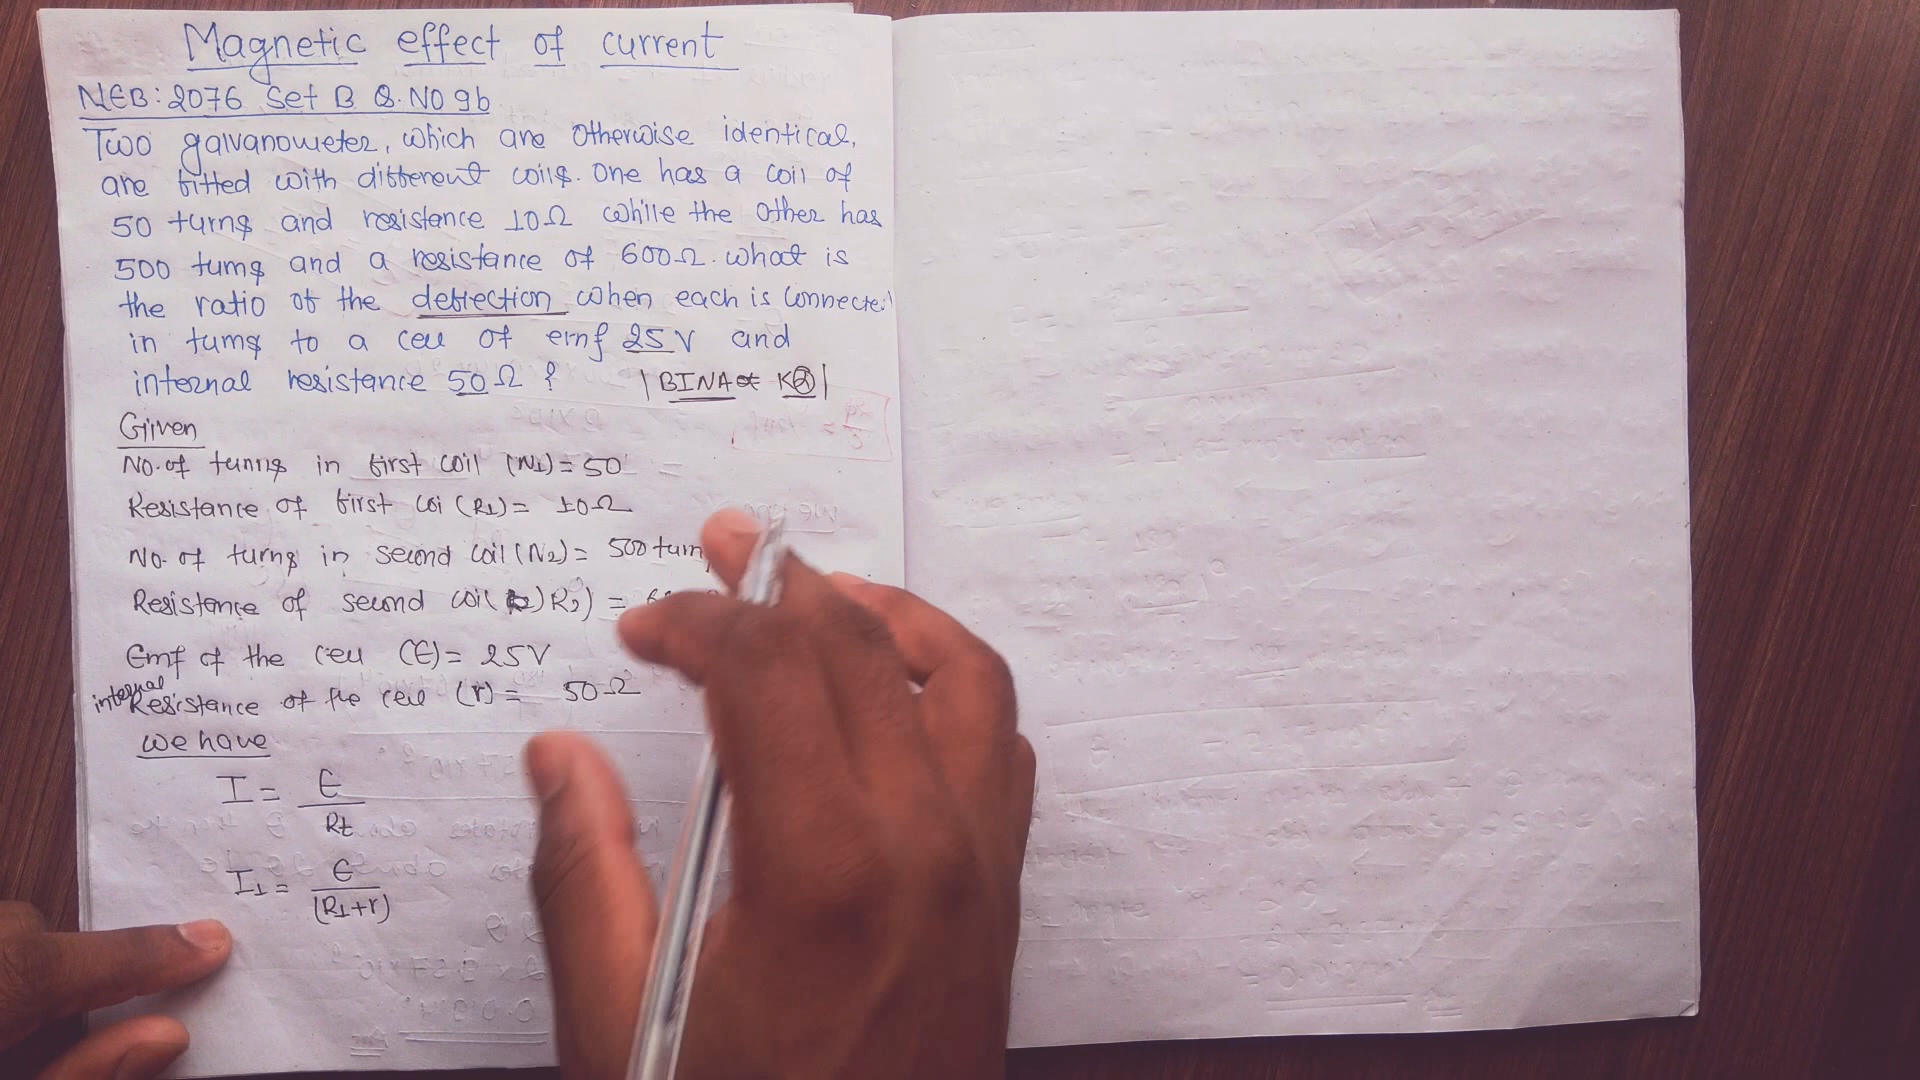 Magnetic effect of current
NEB: 2076 Set B Q.NO 9b
Two galvanometer, which are otherwise identical,
are fitted with different coils. One has a coil of
50 turns and resistance 10Ω while the other has
500 turns and a resistance of 600Ω. what is
the ratio of the deflection when each is connected
in turns to a cell of emf 25 V and
internal resistance 50Ω ?
Given
No. of turns in first coil (N1) = 50
Resistance of first coi (R1) = 10Ω
No. of turns in second coil (N2) = 500
Resistance of second coil R2) =
Emf of the cell (E) = 25V
internal
Resistance of the cell (r) = 50Ω
We have
I = E
Rt
I1 = E
(R1+r)